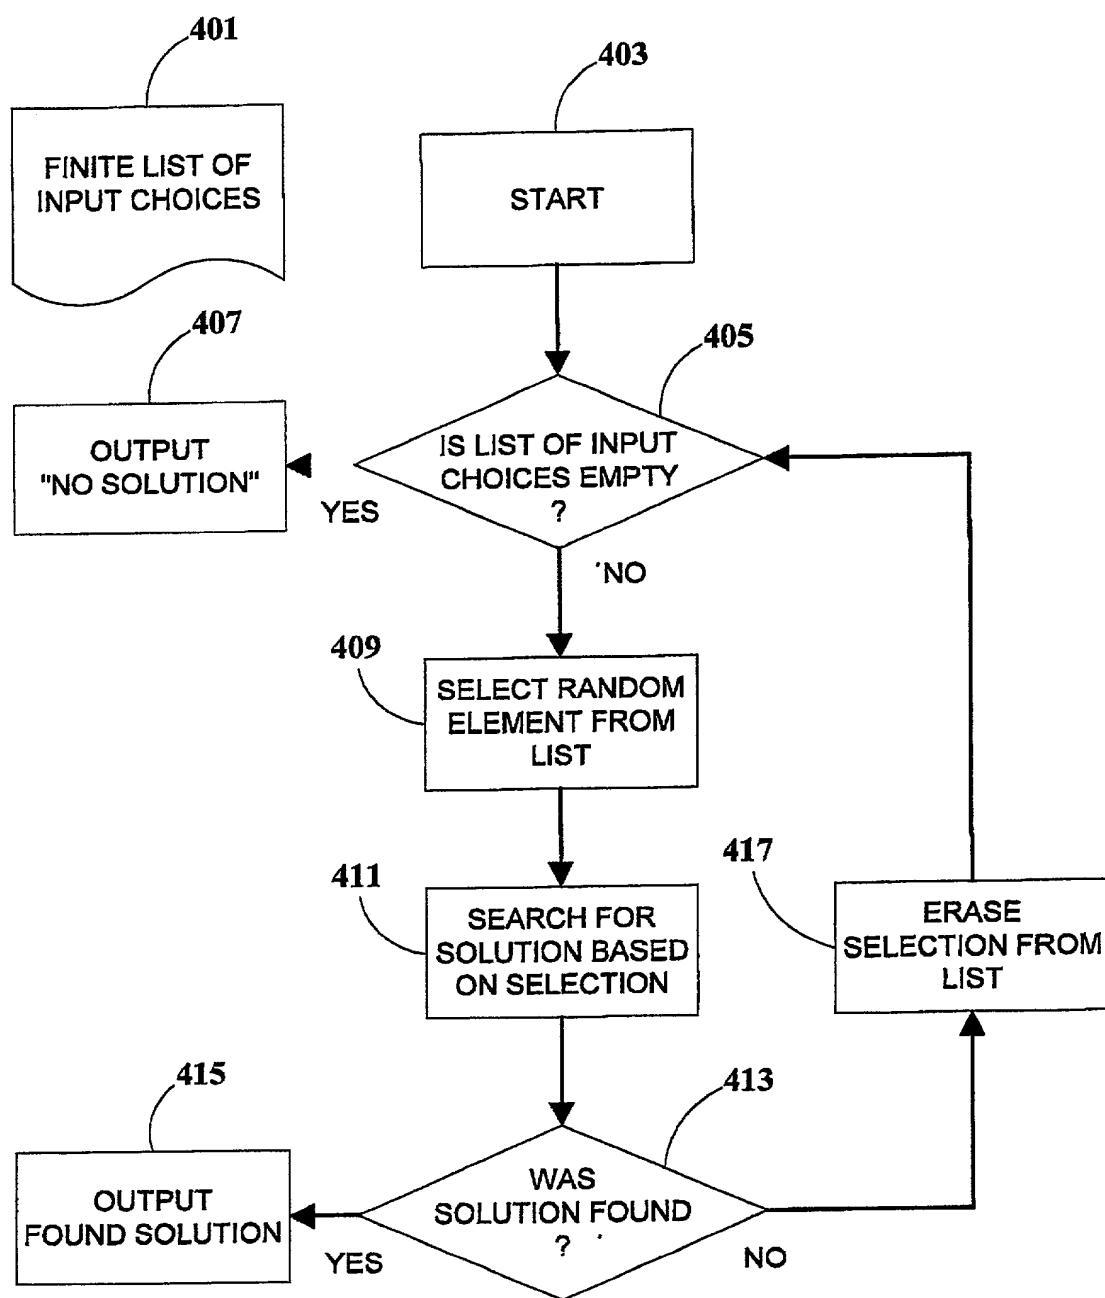 401
403
FINITE LIST OF
INPUT CHOICES
START
407
405
OUTPUT
"NO SOLUTION"
IS LIST OF INPUT
CHOICES EMPTY
?
YES
NO
409
SELECT RANDOM
ELEMENT FROM
LIST
411
SEARCH FOR
SOLUTION BASED
ON SELECTION
417
ERASE
SELECTION FROM
LIST
415
413
OUTPUT
FOUND SOLUTION
WAS
SOLUTION FOUND
?
YES
NO